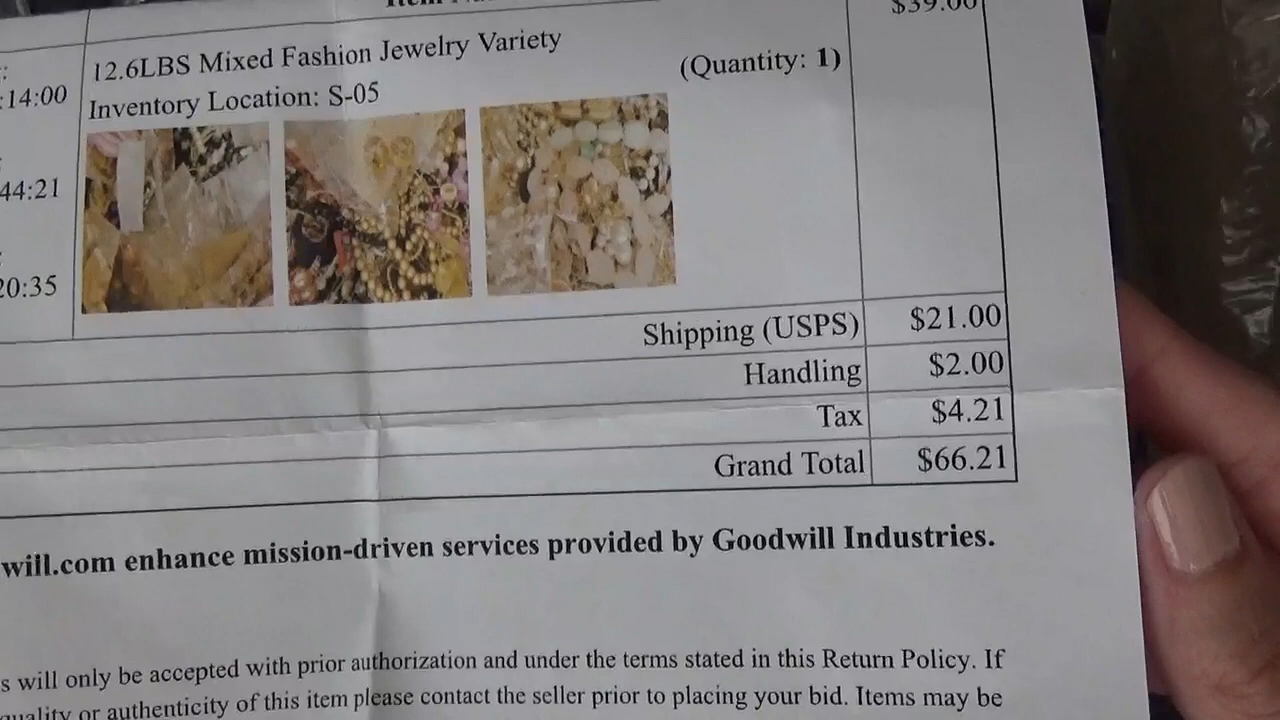 $39.00
12.6LBS Mixed Fashion Jewelry Variety
(Quantity: 1)
:14:00
Inventory Location: S-05
44:21
20:35
Shipping (USPS) $21.00
Handling $2.00
Tax $4.21
Grand Total $66.21
will.com enhance mission-driven services provided by Goodwill Industries.
s will only be accepted with prior authorization and under the terms stated in this Return Policy. If
quality or authenticity of this item please contact the seller prior to placing your bid. Items may be